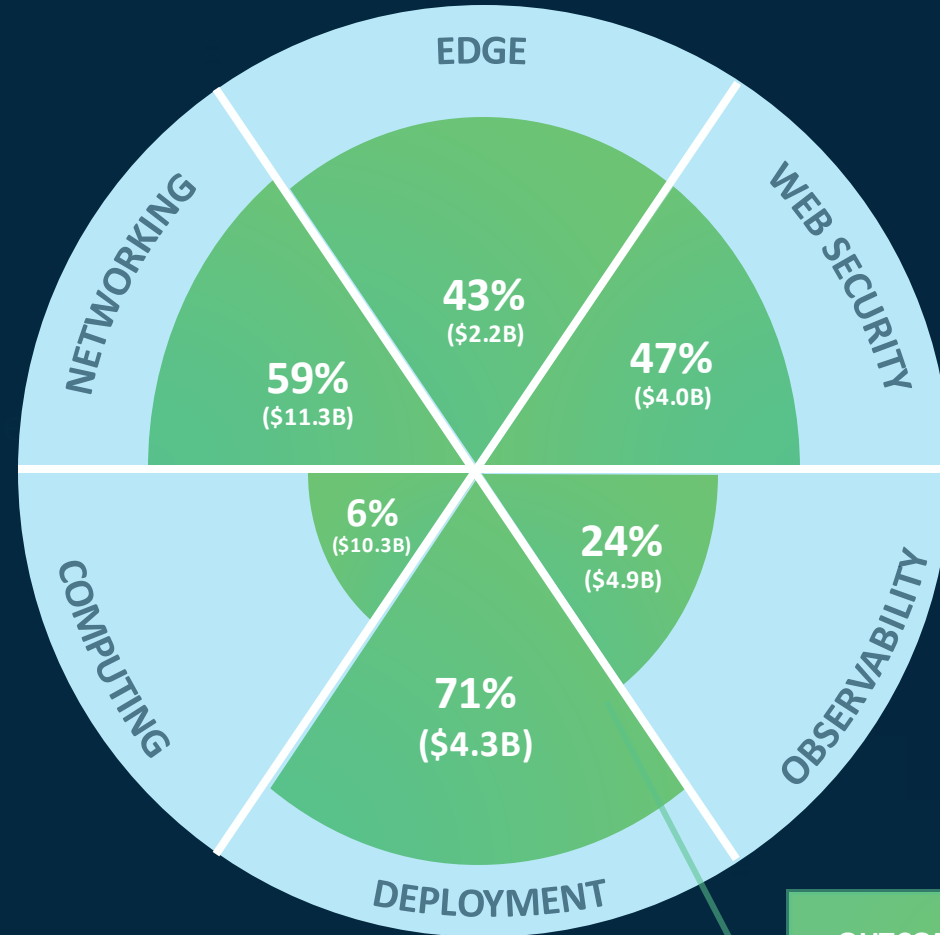 EDGE
NETWORKING
WEB SECURITY
43%
($2.2B)
59%
($11.3B)
47%
($4.0B)
6%
($10.3B)
24%
($4.9B)
COMPUTING
OBSERVABILITY
71%
($4.3B)
DEPLOYMENT